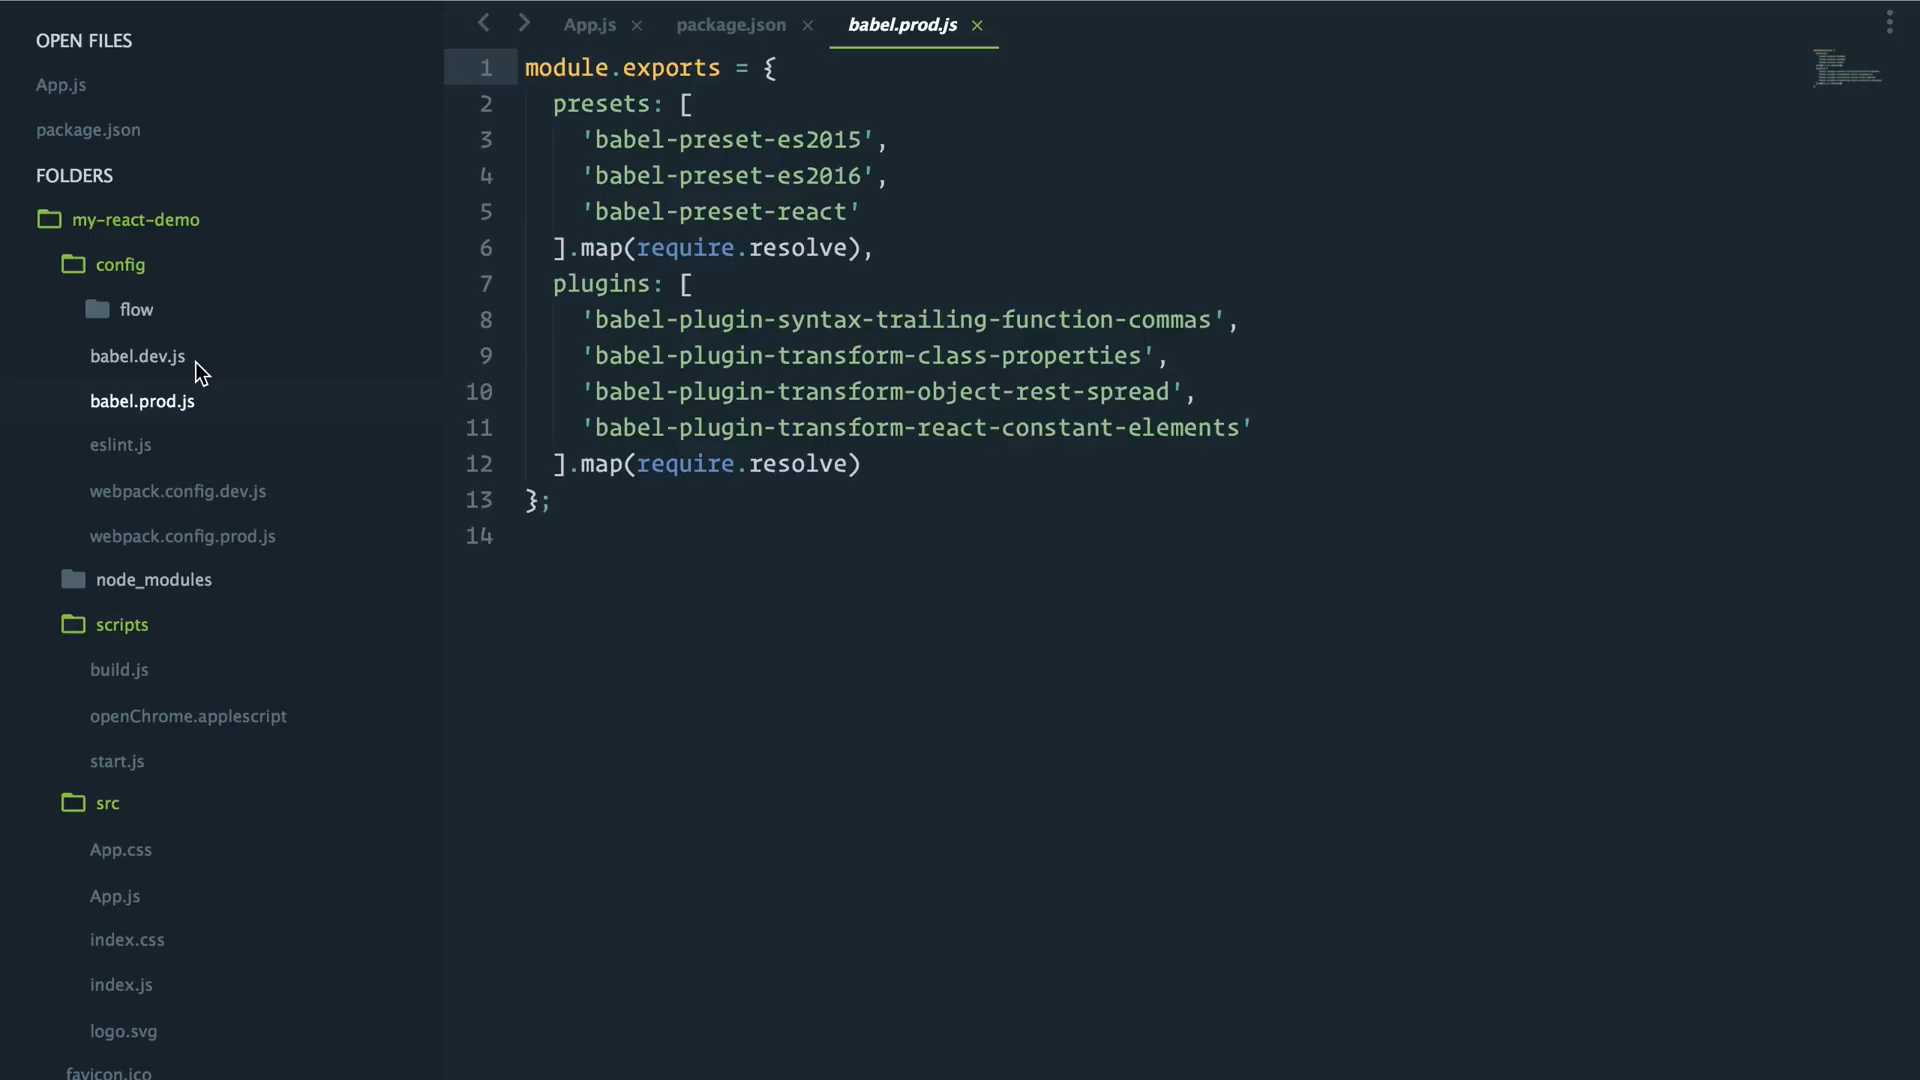 OPEN FILES
App.js
package.json
FOLDERS
my-react-demo
config
flow
babel.dev.js
babel.prod.js
eslint.js
webpack.config.dev.js
webpack.config.prod.js
node_modules
scripts
build.js
openChrome.applescript
start.js
src
App.css
App.js
index.css
index.js
logo.svg
favicon.ico
App.js × package.json × babel.prod.js ×
1 module.exports = {
2   presets: [
3     'babel-preset-es2015',
4     'babel-preset-es2016',
5     'babel-preset-react'
6   ].map(require.resolve),
7   plugins: [
8     'babel-plugin-syntax-trailing-function-commas',
9     'babel-plugin-transform-class-properties',
10     'babel-plugin-transform-object-rest-spread',
11     'babel-plugin-transform-react-constant-elements'
12   ].map(require.resolve)
13 };
14